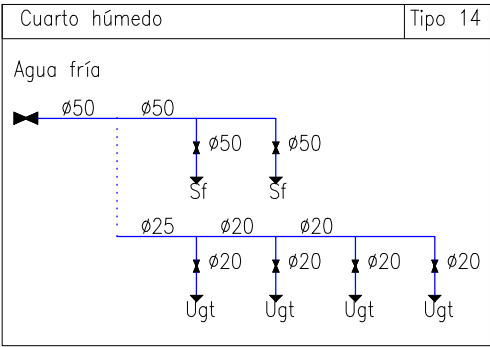 Cuarto húmedo Tipo 14
Agua fría
ø50 ø50
ø50 ø50
Sf Sf
ø25 ø20 ø20
ø20 ø20 ø20 ø20
Ugt Ugt Ugt Ugt